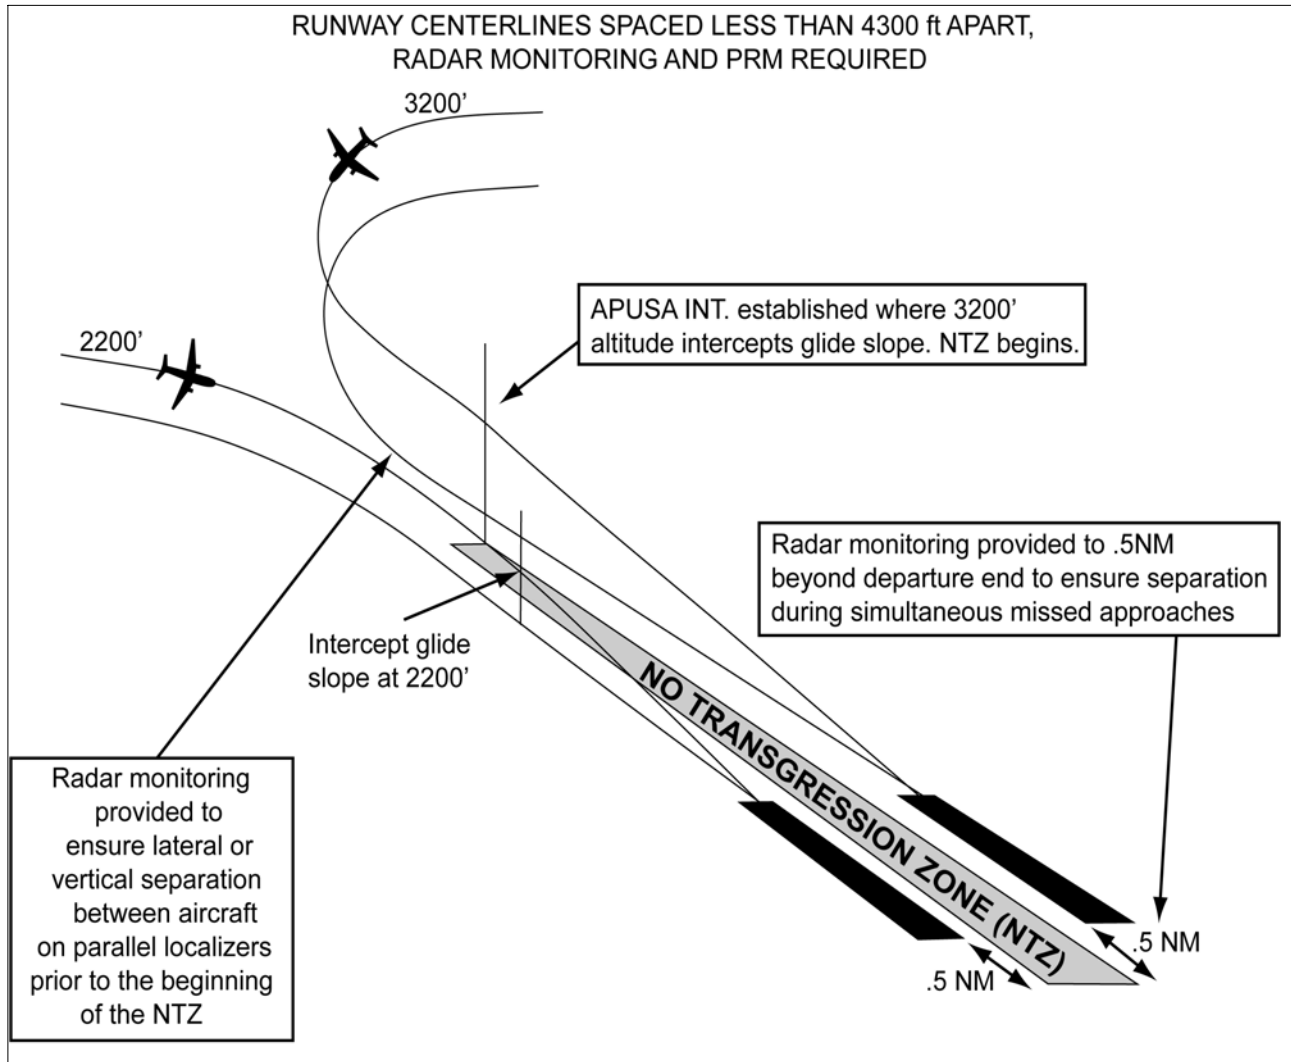 RUNWAY CENTERLINES SPACED LESS THAN 4300 ft APART,
RADAR MONITORING AND PRM REQUIRED
3200’
2200’
APUSA INT. established where 3200’
altitude intercepts glide slope. NTZ begins.
Radar monitoring provided to .5NM
beyond departure end to ensure separation
during simultaneous missed approaches
Intercept glide
slope at 2200’
NO TRANSGRESSION ZONE (NTZ)
Radar monitoring
provided to
ensure lateral or
vertical separation
between aircraft
on parallel localizers
prior to the beginning
of the NTZ
.5 NM
.5 NM